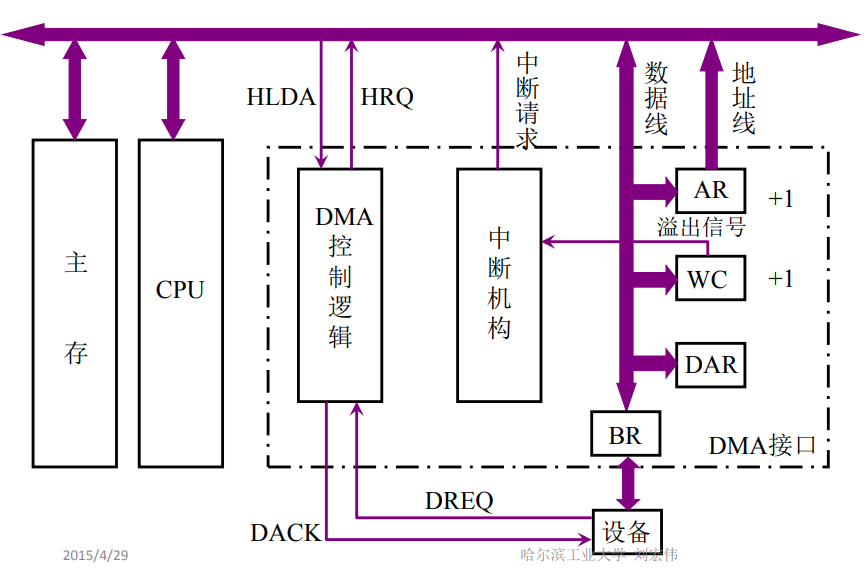 HLDA
HRQ
中断请求
数据线
地址线
主存
CPU
DMA控制逻辑
中断机构
AR
+1
溢出信号
WC
+1
DAR
BR
DMA接口
DREQ
DACK
设备
2015/4/29
哈尔滨工业大学 刘宏伟